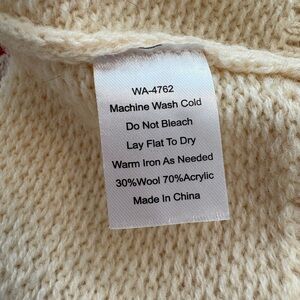 WA-4762
Machine Wash Cold
Do Not Bleach
Lay Flat To Dry
Warm Iron As Needed
30%Wool 70%Acrylic
Made In China